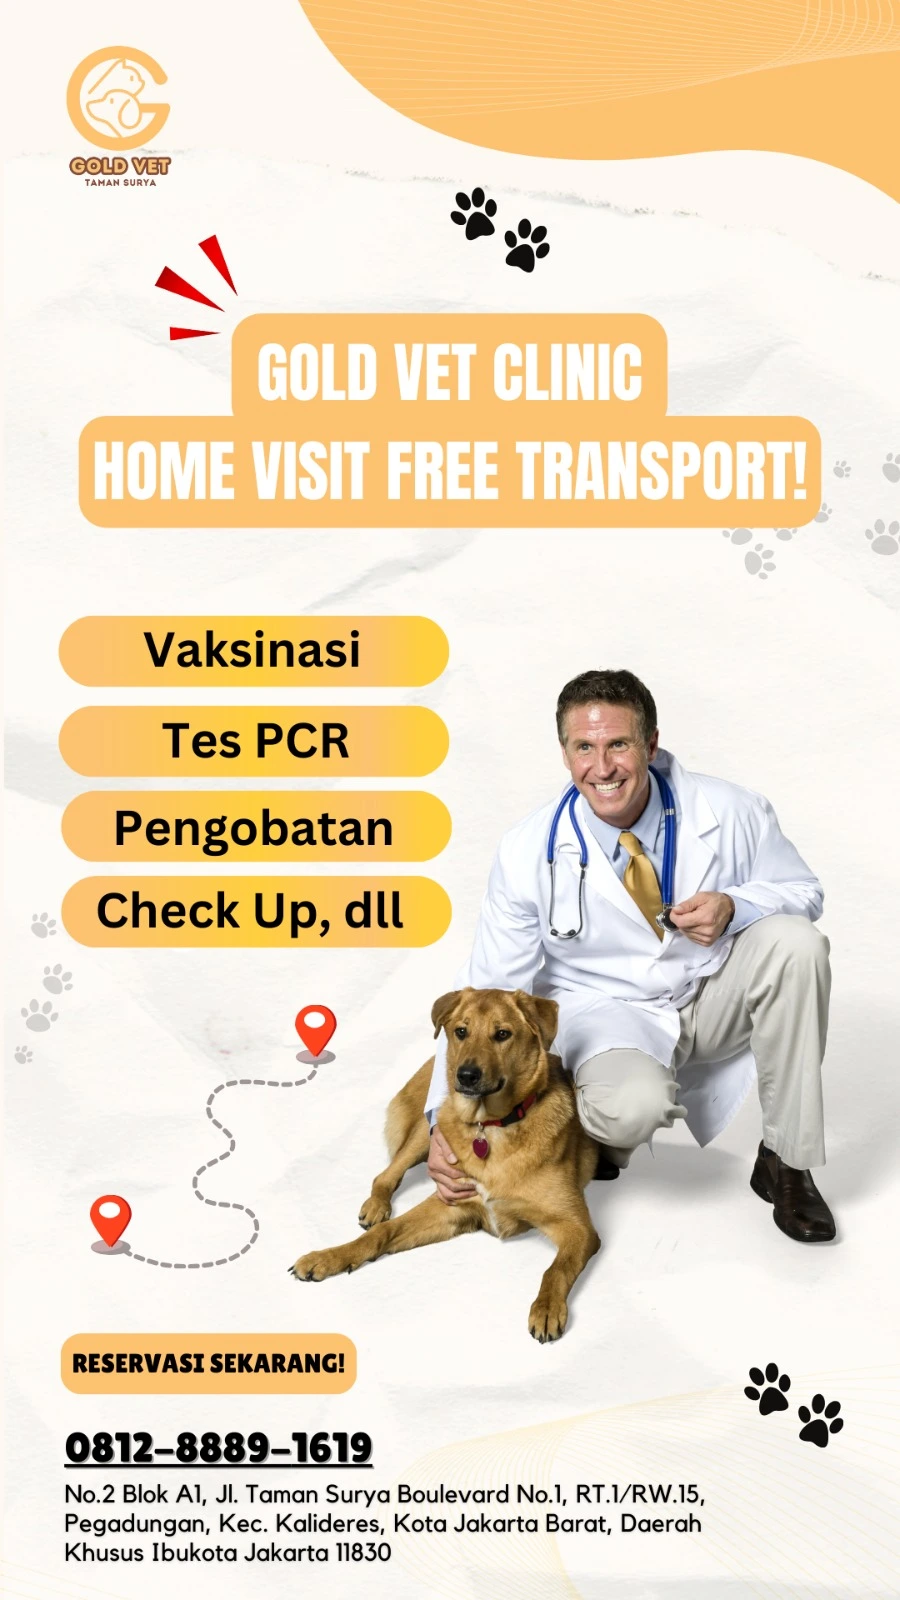 GOLD VET
TAMAN SURYA
GOLD VET CLINIC
HOME VISIT FREE TRANSPORT!
Vaksinasi
Tes PCR
Pengobatan
Check Up, dll
RESERVASI SEKARANG!
0812-8889-1619
No.2 Blok A1, Jl. Taman Surya Boulevard No.1, RT.1/RW.15,
Pegadungan, Kec. Kalideres, Kota Jakarta Barat, Daerah
Khusus Ibukota Jakarta 11830